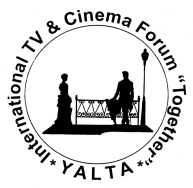 International TV & Cinema Forum "Together"
* YALTA *